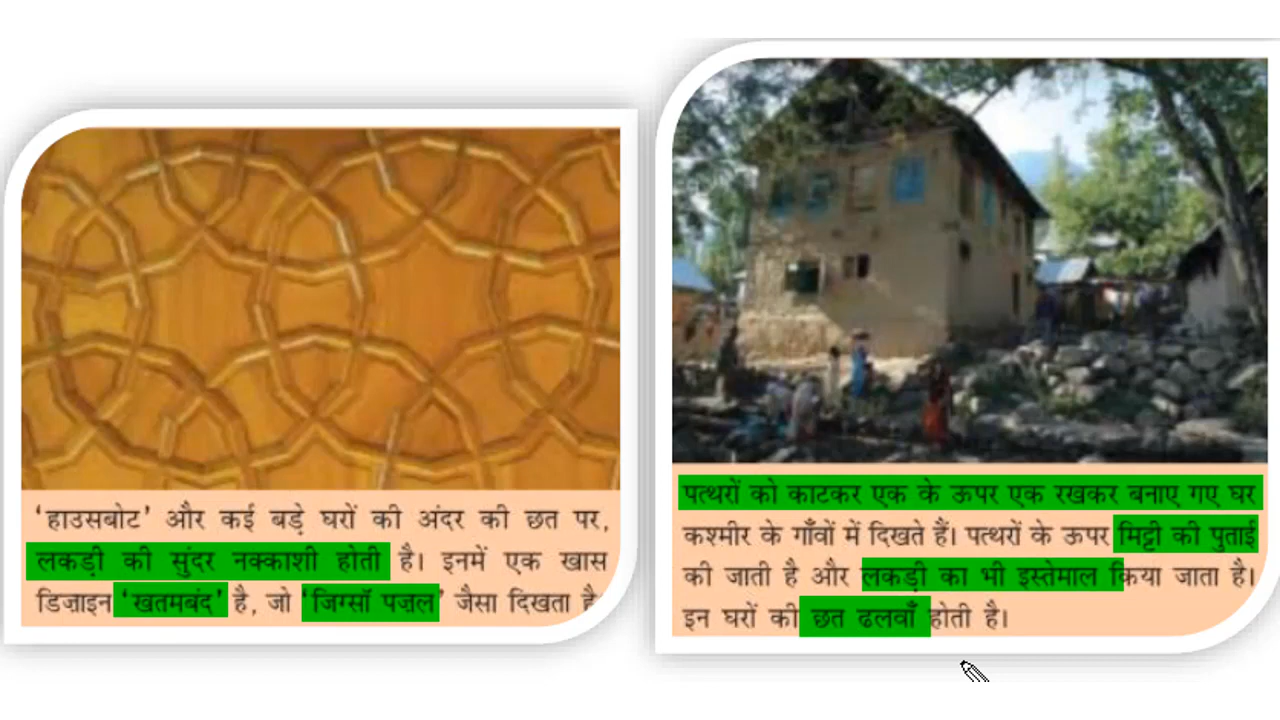 ‘हाउसबोट’ और कई बड़े घरों की अंदर की छत पर,
लकड़ी की सुंदर नक्काशी होती है। इनमें एक खास
डिज़ाइन ‘खतमबंद’ है, जो ‘जिग्सॉ पज़ल’ जैसा दिखता है
पत्थरों को काटकर एक के ऊपर एक रखकर बनाए गए घर
कश्मीर के गाँवों में दिखते हैं। पत्थरों के ऊपर मिट्टी की पुताई
की जाती है और लकड़ी का भी इस्तेमाल किया जाता है।
इन घरों की छत ढलवाँ होती है।